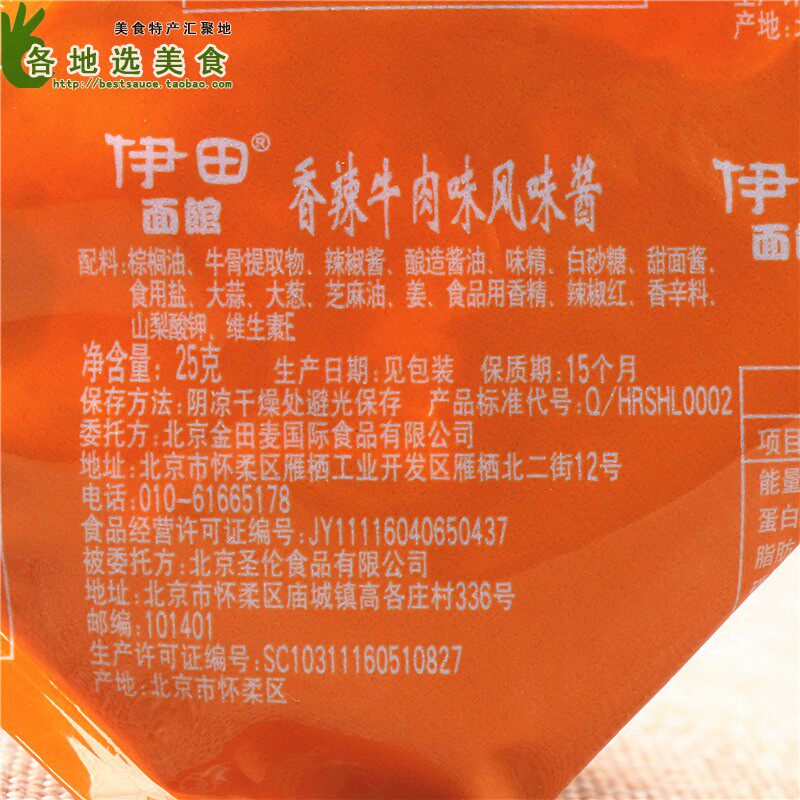 美食特产汇聚地
各地选美食
http://bestsauce.taobao.com
产地:
伊田®
面馆
香辣牛肉味风味酱
伊
面馆
配料:棕榈油、牛骨提取物、辣椒酱、酿造酱油、味精、白砂糖、甜面酱、
食用盐、大蒜、大葱、芝麻油、姜、食品用香精、辣椒红、香辛料、
山梨酸钾、维生素E
净含量: 25克 生产日期:见包装 保质期:15个月
保存方法:阴凉干燥处避光保存 产品标准代号:Q/HRSHL0002
委托方:北京金田麦国际食品有限公司
地址:北京市怀柔区雁栖工业开发区雁栖北二街12号
电话:010-61665178
食品经营许可证编号:JY11116040650437
被委托方:北京圣伦食品有限公司
地址:北京市怀柔区庙城镇高各庄村336号
邮编:101401
生产许可证编号:SC10311160510827
产地:北京市怀柔区
项目
能量
蛋白
脂肪